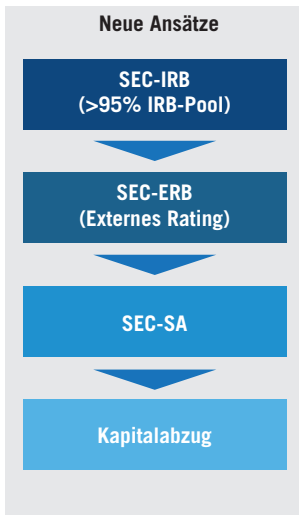 Neue Ansätze
SEC-IRB
(>95% IRB-Pool)
SEC-ERB
(Externes Rating)
SEC-SA
Kapitalabzug